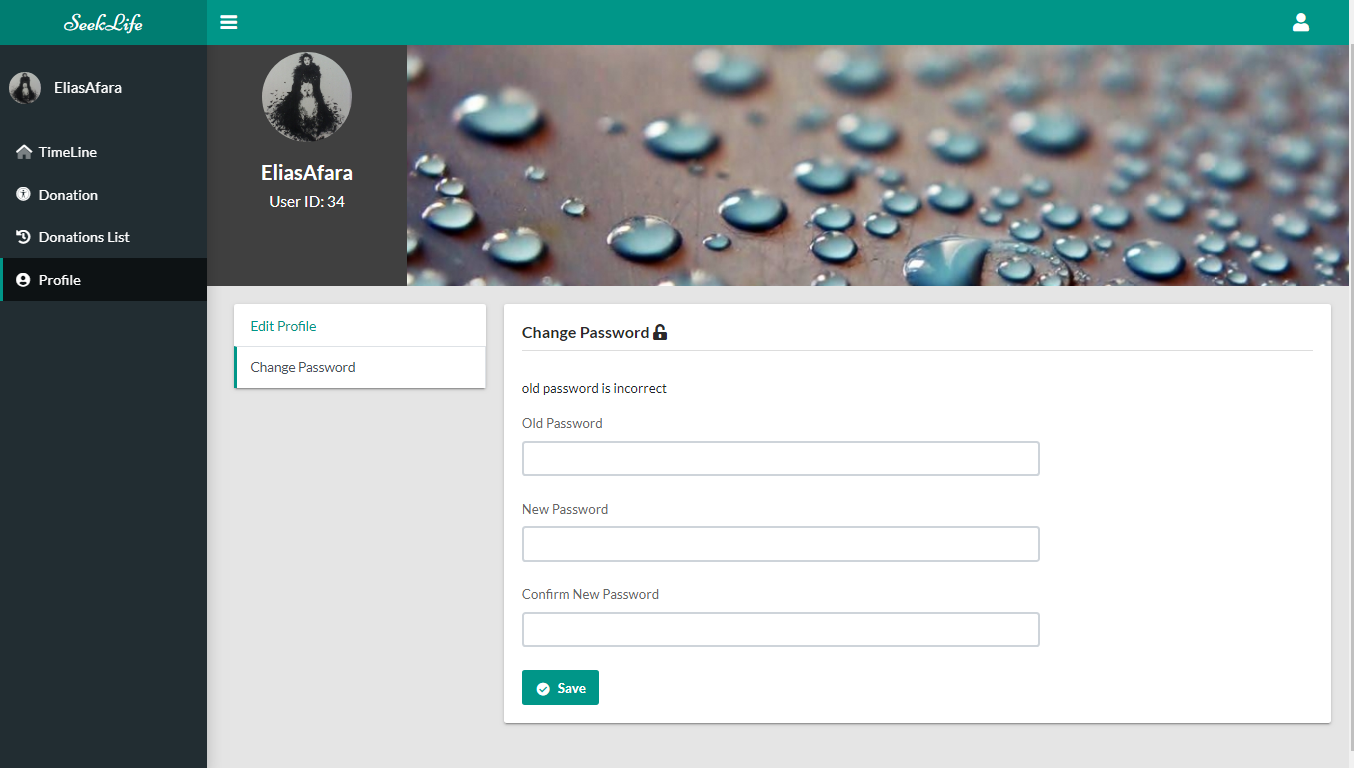 SeekLife
EliasAfara
TimeLine
Donation
Donations List
Profile
EliasAfara
User ID: 34
Edit Profile
Change Password
Change Password
old password is incorrect
Old Password
New Password
Confirm New Password
Save